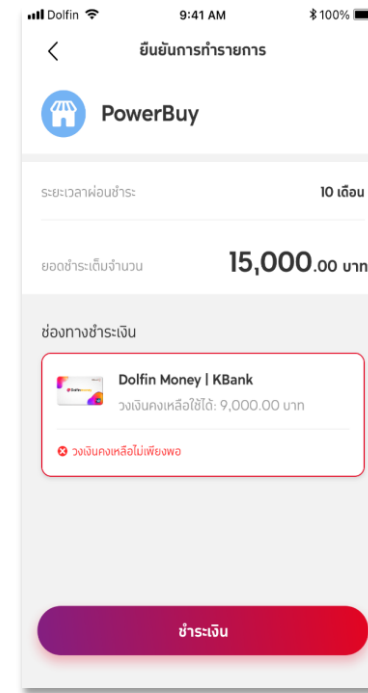 Dolfin 9:41 AM 100%
ยืนยันการทำรายการ
PowerBuy
ระยะเวลาผ่อนชำระ 10 เดือน
ยอดชำระเต็มจำนวน 15,000.00 บาท
ช่องทางชำระเงิน
Dolfin Money | KBank
วงเงินคงเหลือใช้ได้: 9,000.00 บาท
วงเงินคงเหลือไม่เพียงพอ
ชำระเงิน